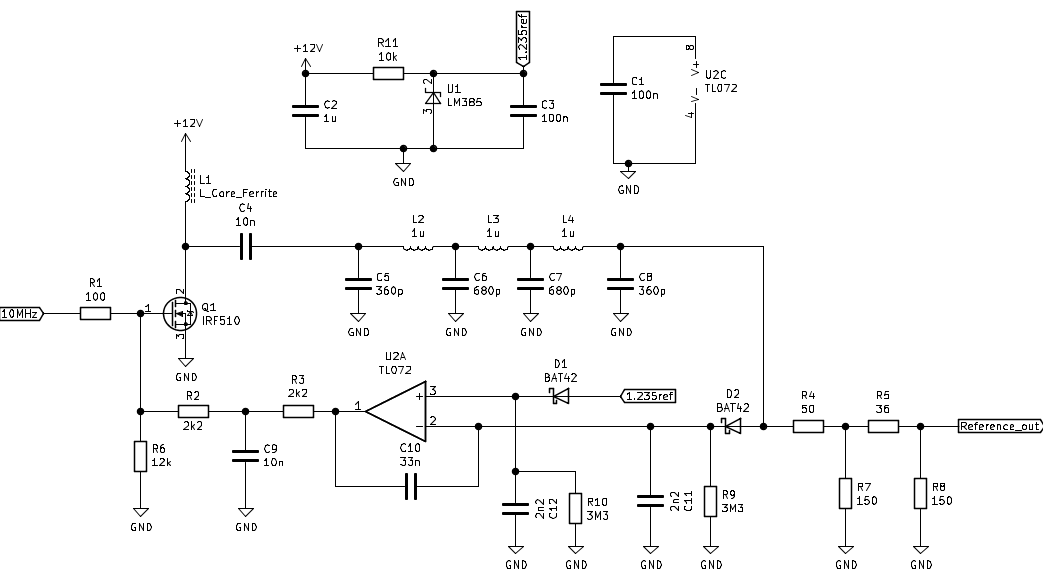 1.235ref
+12V
R11
10k
2
U1
LM385
3
C2
1u
C3
100n
GND
C1
100n
8
V+
V-
4
U2C
TL072
GND
+12V
L1
L_Core_Ferrite
C4
10n
L2
1u
L3
1u
L4
1u
C5
360p
C6
680p
C7
680p
C8
360p
GND
GND
GND
GND
10MHz
R1
100
1
2
3
Q1
IRF510
GND
U2A
TL072
1
3
2
+
-
D1
BAT42
1.235ref
R2
2k2
R3
2k2
R6
12k
C9
10n
C10
33n
D2
BAT42
R4
50
R5
36
Reference_out
2n2
C12
R10
3M3
2n2
C11
R9
3M3
R7
150
R8
150
GND
GND
GND
GND
GND
GND
GND
GND